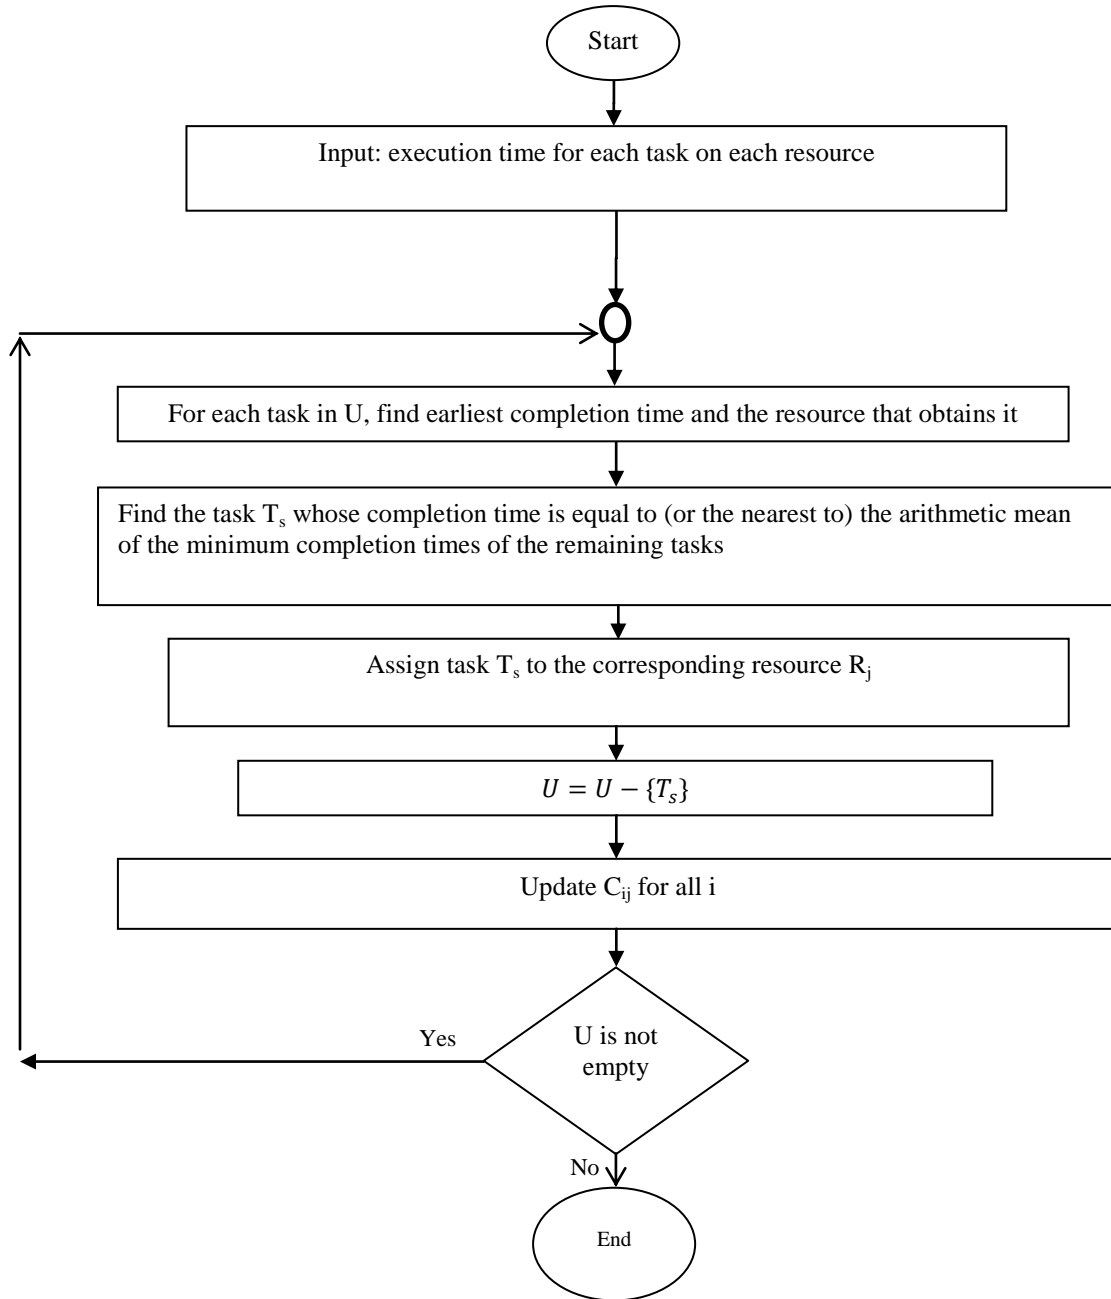 Start
Input: execution time for each task on each resource
For each task in U, find earliest completion time and the resource that obtains it
Find the task Tₛ whose completion time is equal to (or the nearest to) the arithmetic mean
of the minimum completion times of the remaining tasks
Assign task Tₛ to the corresponding resource Rⱼ
𝑈 = 𝑈 − {𝑇ₛ}
Update Cᵢⱼ for all i
Yes
U is not
empty
No
End